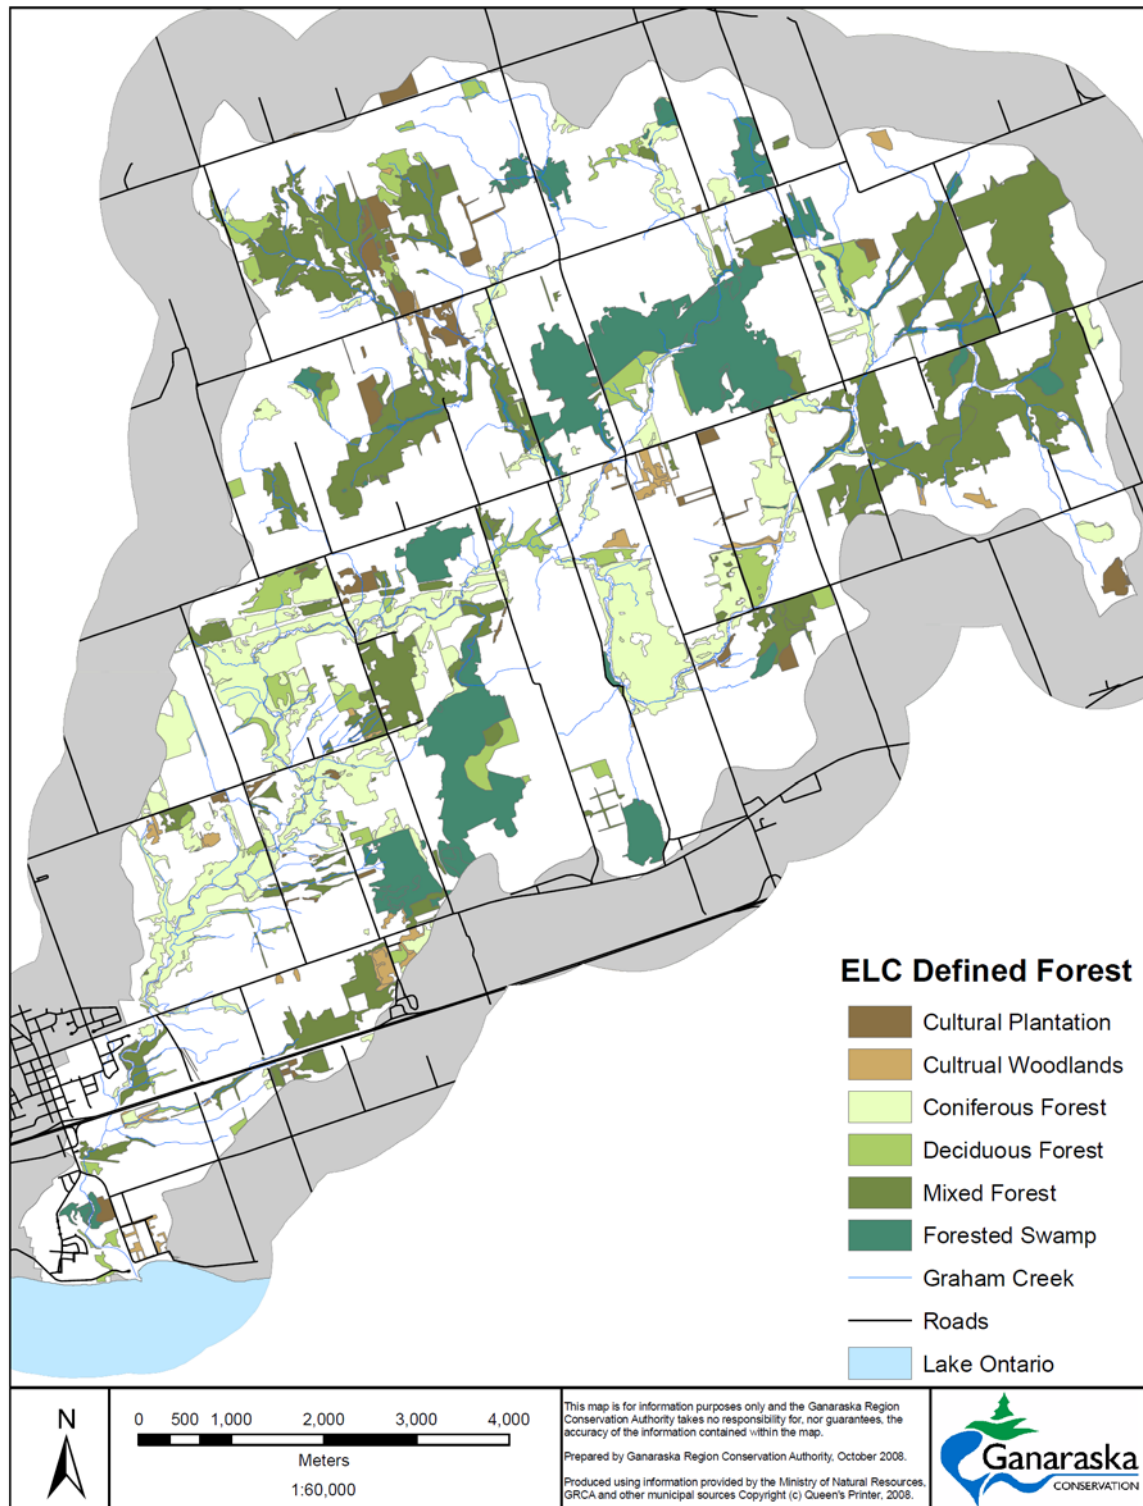 ELC Defined Forest
Cultural Plantation
Cultrual Woodlands
Coniferous Forest
Deciduous Forest
Mixed Forest
Forested Swamp
Graham Creek
Roads
Lake Ontario
N
0 500 1,000 2,000 3,000 4,000
Meters
1:60,000
This map is for information purposes only and the Ganaraska Region
Conservation Authority takes no responsibility for, nor guarantees, the
accuracy of the information contained within the map.
Prepared by Ganaraska Region Conservation Authority, October 2008.
Produced using information provided by the Ministry of Natural Resources,
GRCA and other municipal sources Copyright (c) Queen's Printer, 2008.
Ganaraska
CONSERVATION